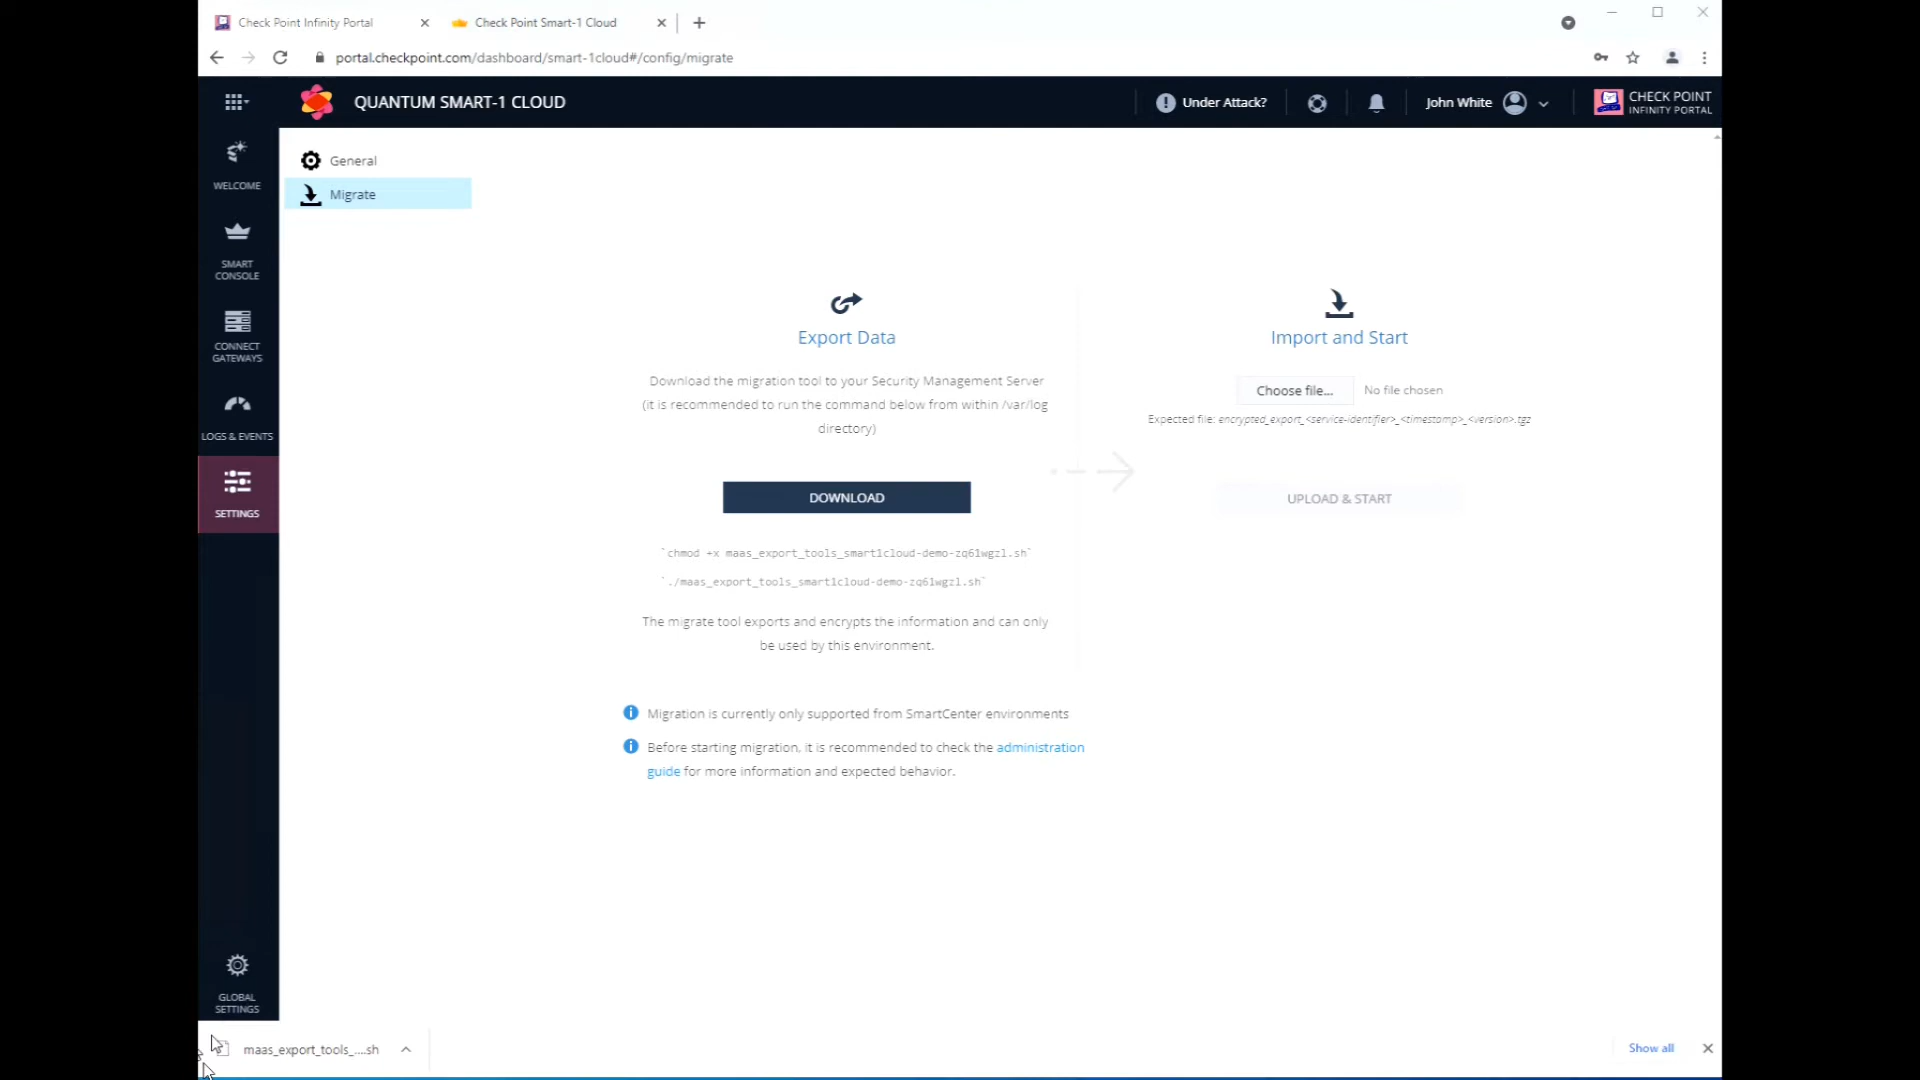 Check Point Infinity Portal
Check Point Smart-1 Cloud
portal.checkpoint.com/dashboard/smart-1cloud#/config/migrate
QUANTUM SMART-1 CLOUD
Under Attack?
John White
CHECK POINT
INFINITY PORTAL
WELCOME
SMART
CONSOLE
CONNECT
GATEWAYS
LOGS & EVENTS
SETTINGS
GLOBAL
SETTINGS
General
Migrate
Export Data
Download the migration tool to your Security Management Server
(it is recommended to run the command below from within /var/log
directory)
DOWNLOAD
`chmod +x maas_export_tools_smart1cloud-demo-zq61wgzl.sh`
`./maas_export_tools_smart1cloud-demo-zq61wgzl.sh`
The migrate tool exports and encrypts the information and can only
be used by this environment.
Import and Start
Choose file... No file chosen
Expected file: encrypted_export_<service-identifier>_<timestamp>_<version>.tgz
UPLOAD & START
Migration is currently only supported from SmartCenter environments
Before starting migration, it is recommended to check the administration
guide for more information and expected behavior.
maas_export_tools_....sh
Show all